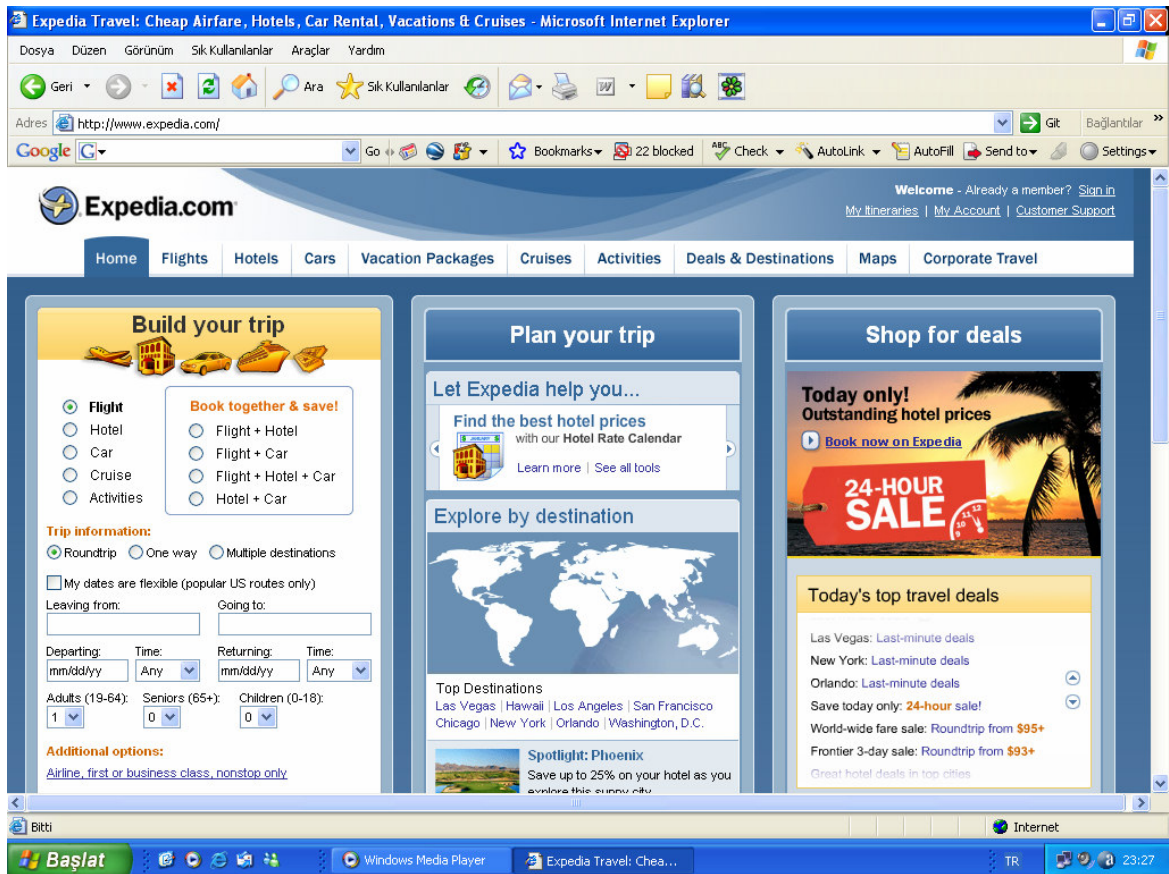 Expedia Travel: Cheap Airfare, Hotels, Car Rental, Vacations & Cruises - Microsoft Internet Explorer
Dosya Düzen Görünüm Sık Kullanılanlar Araçlar Yardım
Geri Ara Sık Kullanılanlar
Adres http://www.expedia.com/ Git Bağlantılar »
Google G Go Bookmarks 22 blocked ABC Check AutoLink AutoFill Send to Settings
Expedia.com
Welcome - Already a member? Sign in
My Itineraries | My Account | Customer Support
Home Flights Hotels Cars Vacation Packages Cruises Activities Deals & Destinations Maps Corporate Travel
Build your trip
Flight
Hotel
Car
Cruise
Activities
Book together & save!
Flight + Hotel
Flight + Car
Flight + Hotel + Car
Hotel + Car
Trip information:
Roundtrip One way Multiple destinations
My dates are flexible (popular US routes only)
Leaving from: Going to:
Departing: Time: Returning: Time:
mm/dd/yy Any mm/dd/yy Any
Adults (19-64): Seniors (65+): Children (0-18):
1 0 0
Additional options:
Airline, first or business class, nonstop only
Plan your trip
Let Expedia help you...
Find the best hotel prices
with our Hotel Rate Calendar
Learn more | See all tools
Explore by destination
Top Destinations
Las Vegas | Hawaii | Los Angeles | San Francisco
Chicago | New York | Orlando | Washington, D.C.
Spotlight: Phoenix
Save up to 25% on your hotel as you
explore this sunny city
Shop for deals
Today only!
Outstanding hotel prices
Book now on Expedia
24-HOUR
SALE
Today's top travel deals
Las Vegas: Last-minute deals
New York: Last-minute deals
Orlando: Last-minute deals
Save today only: 24-hour sale!
World-wide fare sale: Roundtrip from $95+
Frontier 3-day sale: Roundtrip from $93+
Great hotel deals in top cities
Bitti Internet
Başlat Windows Media Player Expedia Travel: Chea... TR 23:27